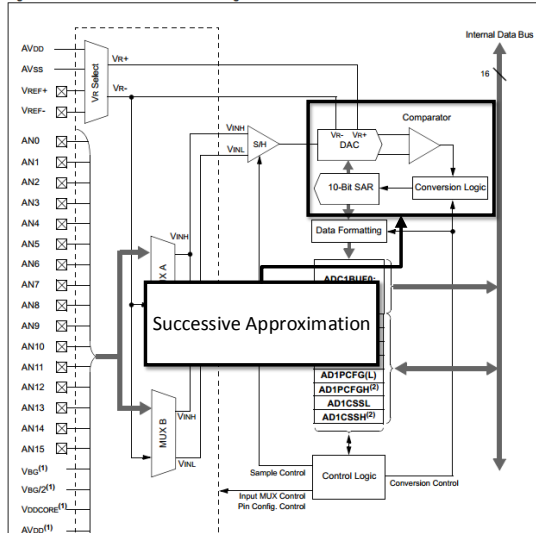 Internal Data Bus
AVDD
AVSS
VREF+
VREF-
VR Select
VR+
VR-
16
Comparator
VR- VR+
DAC
VINH
VINL
S/H
10-Bit SAR
Conversion Logic
Data Formatting
AN0
AN1
AN2
AN3
AN4
AN5
AN6
AN7
AN8
AN9
AN10
AN11
AN12
AN13
AN14
AN15
VBG(1)
VBG/2(1)
VDDCORE(1)
AVDD(1)
VINH
ADC1BUF0:
Successive Approximation
AD1PCFG(L)
AD1PCFGH(2)
AD1CSSL
AD1CSSH(2)
MUX B
VINH
VINL
Sample Control
Control Logic
Conversion Control
Input MUX Control
Pin Config. Control